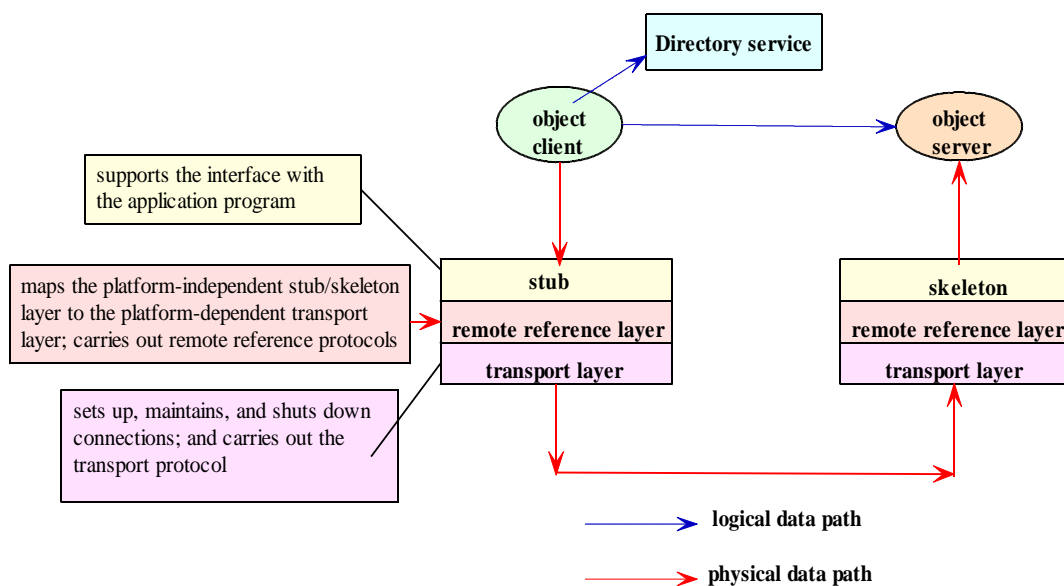 Directory service
object
client
object
server
supports the interface with
the application program
maps the platform-independent stub/skeleton
layer to the platform-dependent transport
layer; carries out remote reference protocols
sets up, maintains, and shuts down
connections; and carries out the
transport protocol
stub
remote reference layer
transport layer
skeleton
remote reference layer
transport layer
logical data path
physical data path